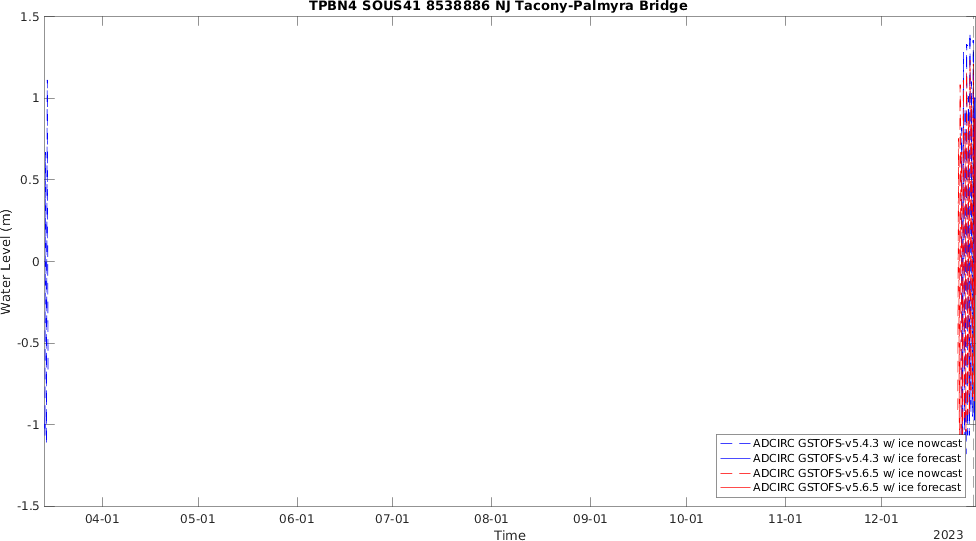 TPBN4 SOUS41 8538886 NJ Tacony-Palmyra Bridge
1.5
1
0.5
0
-0.5
-1
-1.5
Water Level (m)
04-01 05-01 06-01 07-01 08-01 09-01 10-01 11-01 12-01
Time
2023
ADCIRC GSTOFS-v5.4.3 w/ ice nowcast
ADCIRC GSTOFS-v5.4.3 w/ ice forecast
ADCIRC GSTOFS-v5.6.5 w/ ice nowcast
ADCIRC GSTOFS-v5.6.5 w/ ice forecast